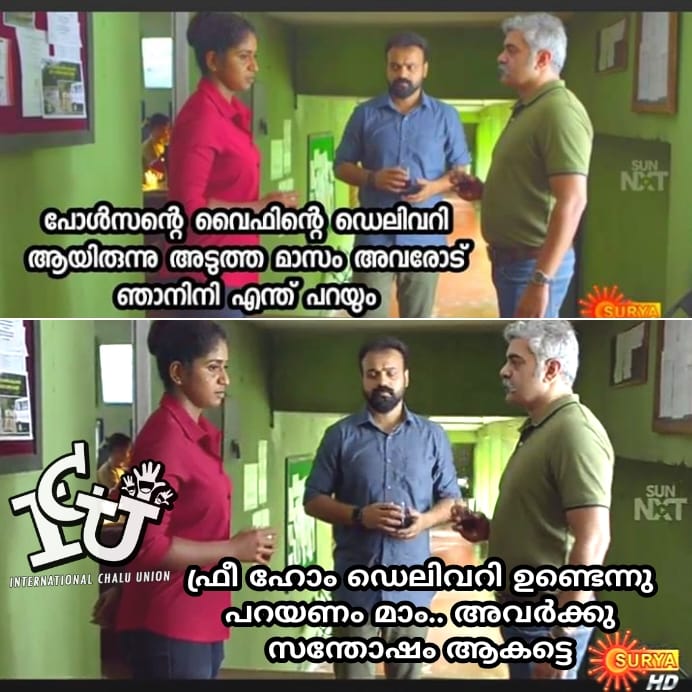 SUN
NXT
പോൾസന്റെ വൈഫിന്റെ ഡെലിവറി
ആയിരുന്നു അടുത്ത മാസം അവരോട്
ഞാനിനി എന്ത് പറയും
SURYA
ICU
INTERNATIONAL CHALU UNION
SUN
NXT
ഫ്രീ ഹോം ഡെലിവറി ഉണ്ടെന്നു
പറയണം മാം.. അവർക്കു
സന്തോഷം ആകട്ടെ
SURYA
HD